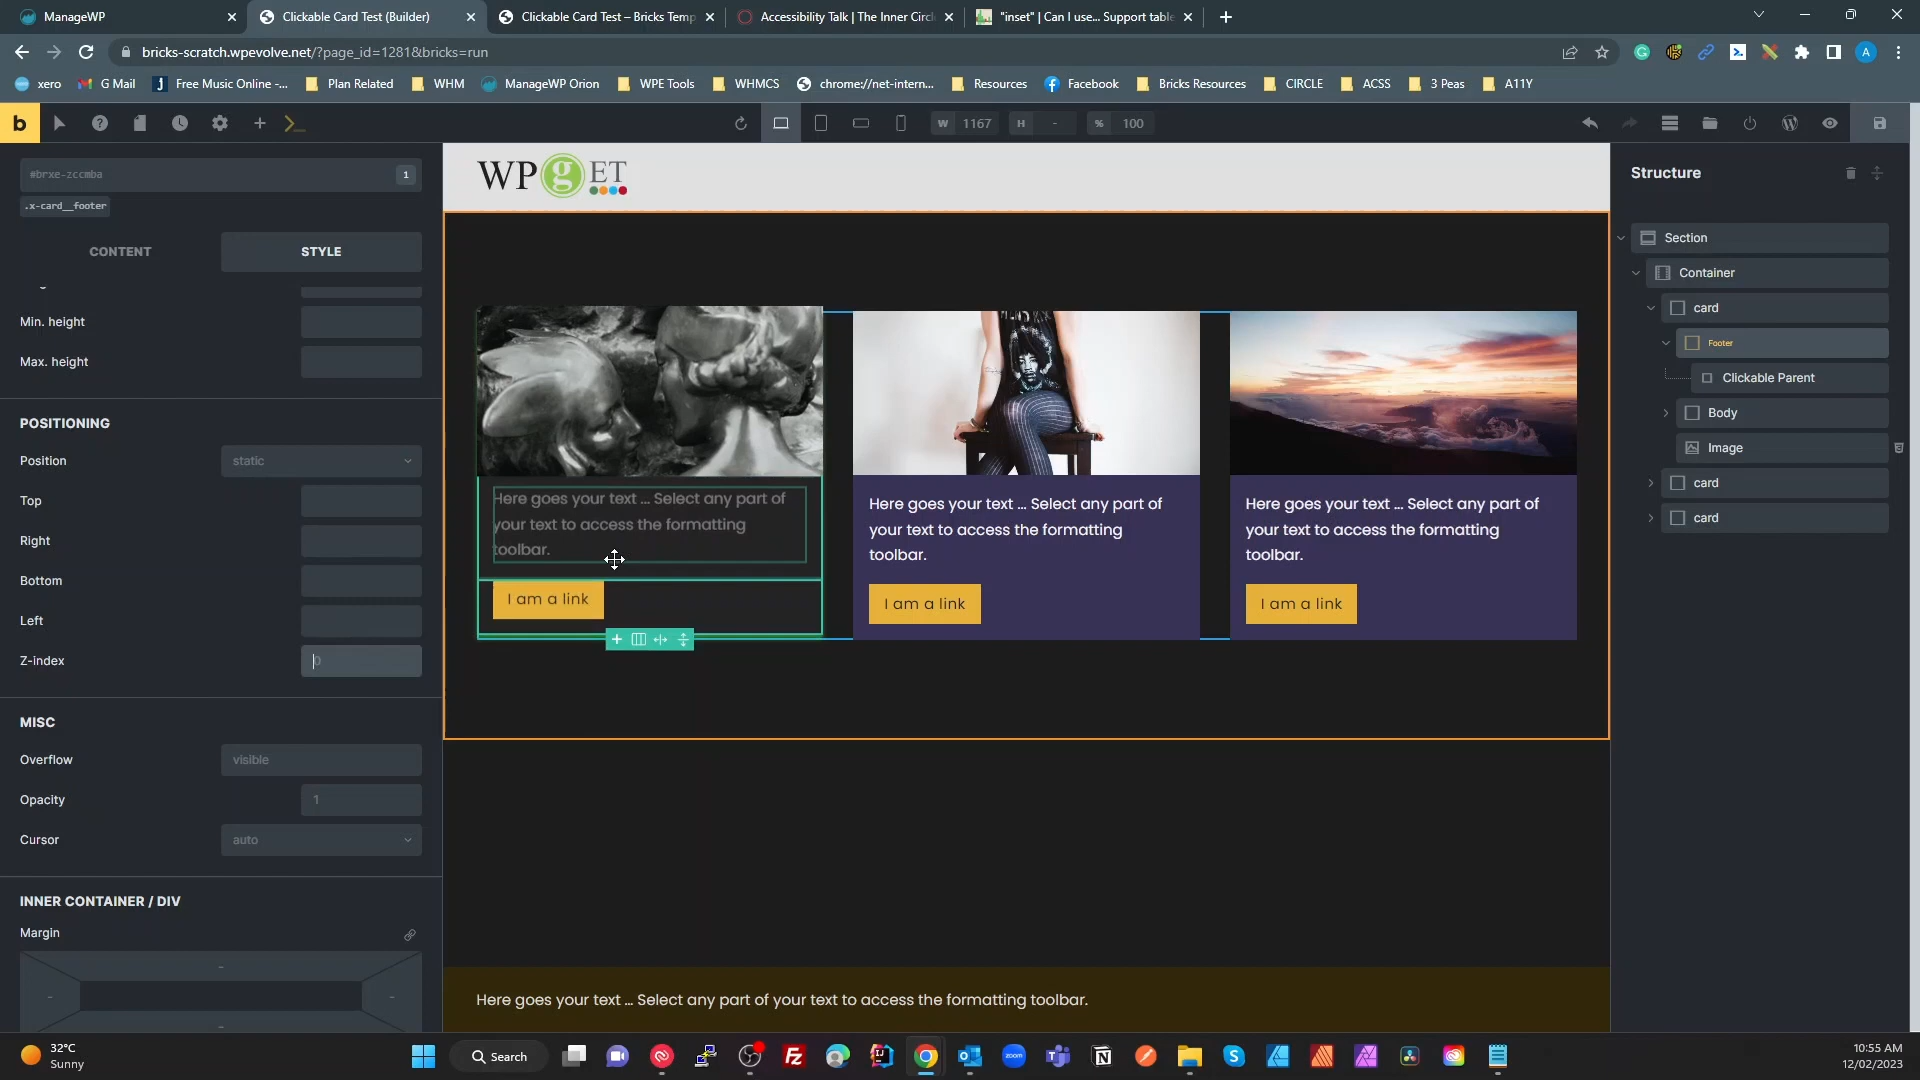 ManageWP
Clickable Card Test (Builder)
Clickable Card Test – Bricks Temp
Accessibility Talk | The Inner Circ
"inset" | Can I use... Support table
bricks-scratch.wpevolve.net/?page_id=1281&bricks=run
A
xero
G Mail
Free Music Online -...
Plan Related
WHM
ManageWP Orion
WPE Tools
WHMCS
chrome://net-intern...
Resources
Facebook
Bricks Resources
CIRCLE
ACSS
3 Peas
A11Y
b
W 1167
H -
% 100
#brxe-zccmba
1
.x-card__footer
CONTENT
STYLE
Min. height
Max. height
POSITIONING
Position
static
Top
Right
Bottom
Left
Z-index
0
MISC
Overflow
visible
Opacity
1
Cursor
auto
INNER CONTAINER / DIV
Margin
WP g ET
Here goes your text ... Select any part of
your text to access the formatting
toolbar.
I am a link
Here goes your text ... Select any part of
your text to access the formatting
toolbar.
I am a link
Here goes your text ... Select any part of
your text to access the formatting
toolbar.
I am a link
Here goes your text ... Select any part of your text to access the formatting toolbar.
Structure
Section
Container
card
Footer
Clickable Parent
Body
Image
card
card
32°C
Sunny
Search
zoom
10:55 AM
12/02/2023